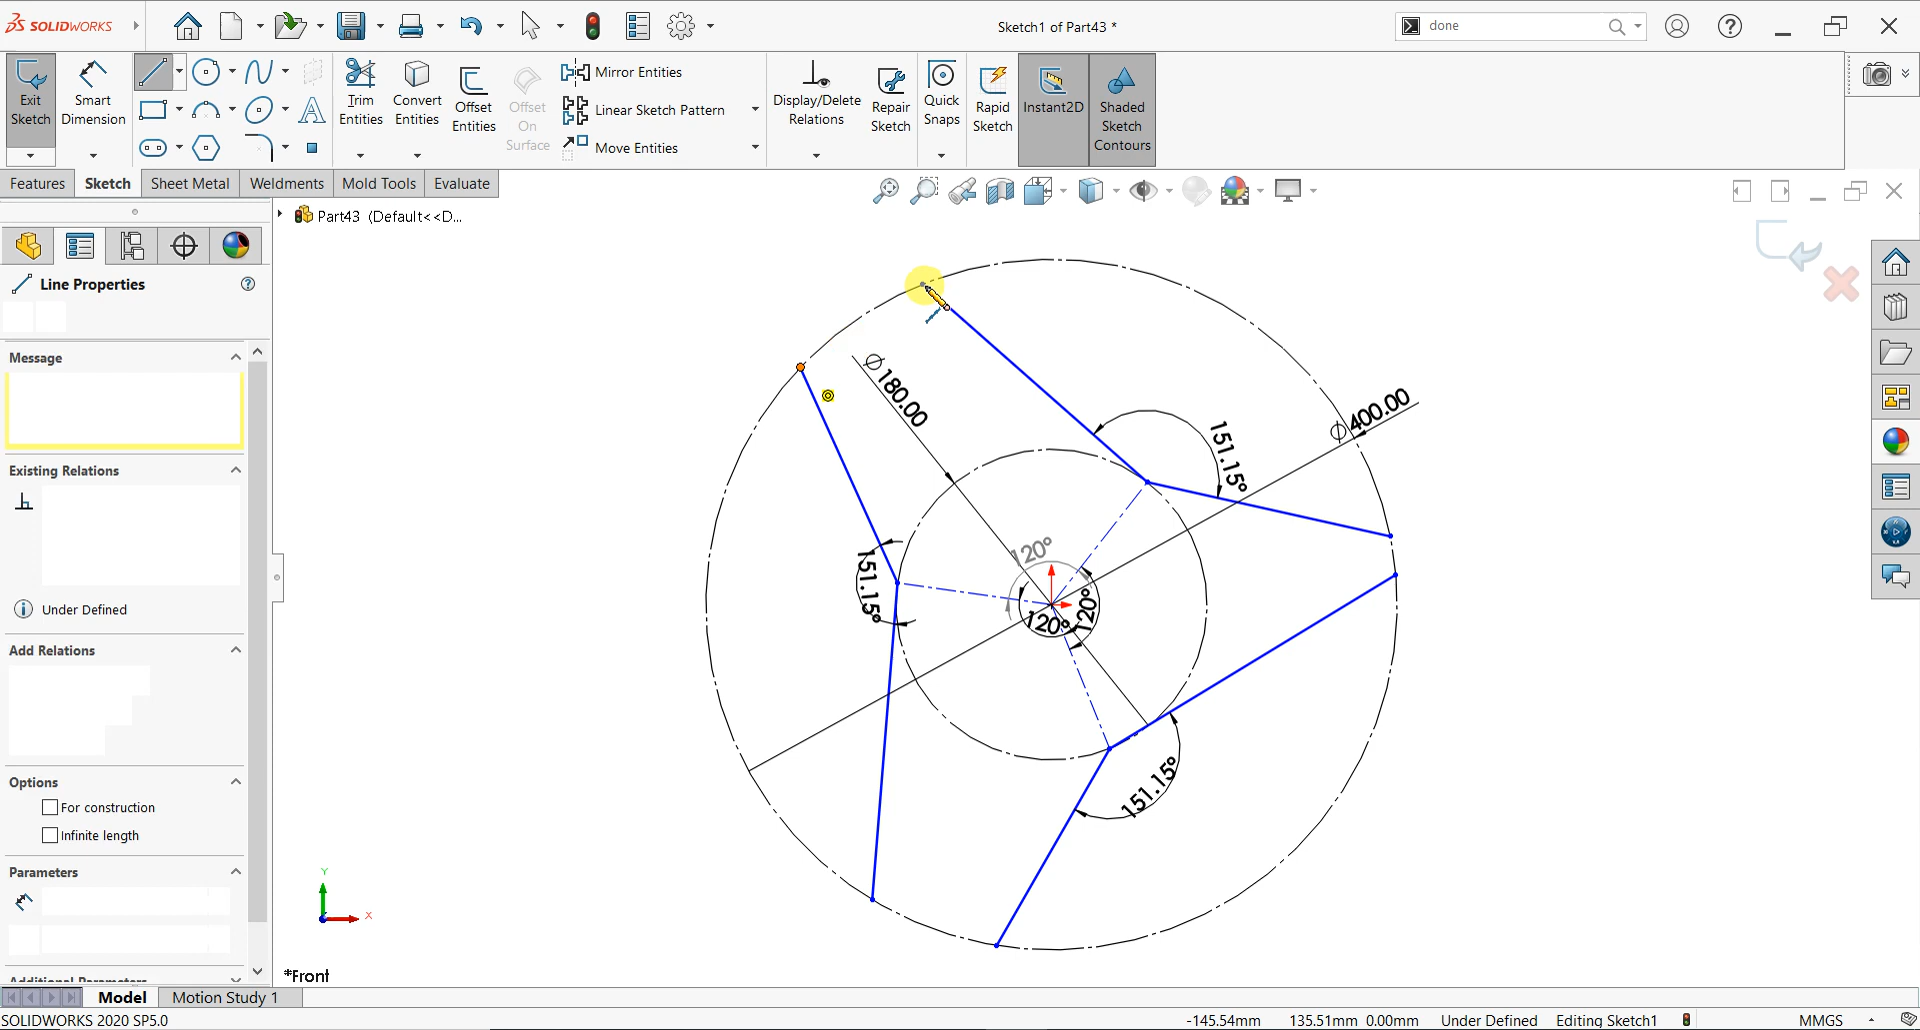 SOLIDWORKS
Sketch1 of Part43 *
done
Exit Sketch
Smart Dimension
Trim Entities
Convert Entities
Offset Entities
Offset On Surface
Mirror Entities
Linear Sketch Pattern
Move Entities
Display/Delete Relations
Repair Sketch
Quick Snaps
Rapid Sketch
Instant2D
Shaded Sketch Contours
Features
Sketch
Sheet Metal
Weldments
Mold Tools
Evaluate
Part43 (Default<<D...
Line Properties
Message
Existing Relations
Under Defined
Add Relations
Options
For construction
Infinite length
Parameters
Additional Parameters
∅180.00
∅400.00
151.15°
151.15°
151.15°
120°
120°
120°
Y
X
*Front
Model
Motion Study 1
SOLIDWORKS 2020 SP5.0
-145.54mm
135.51mm 0.00mm
Under Defined
Editing Sketch1
MMGS